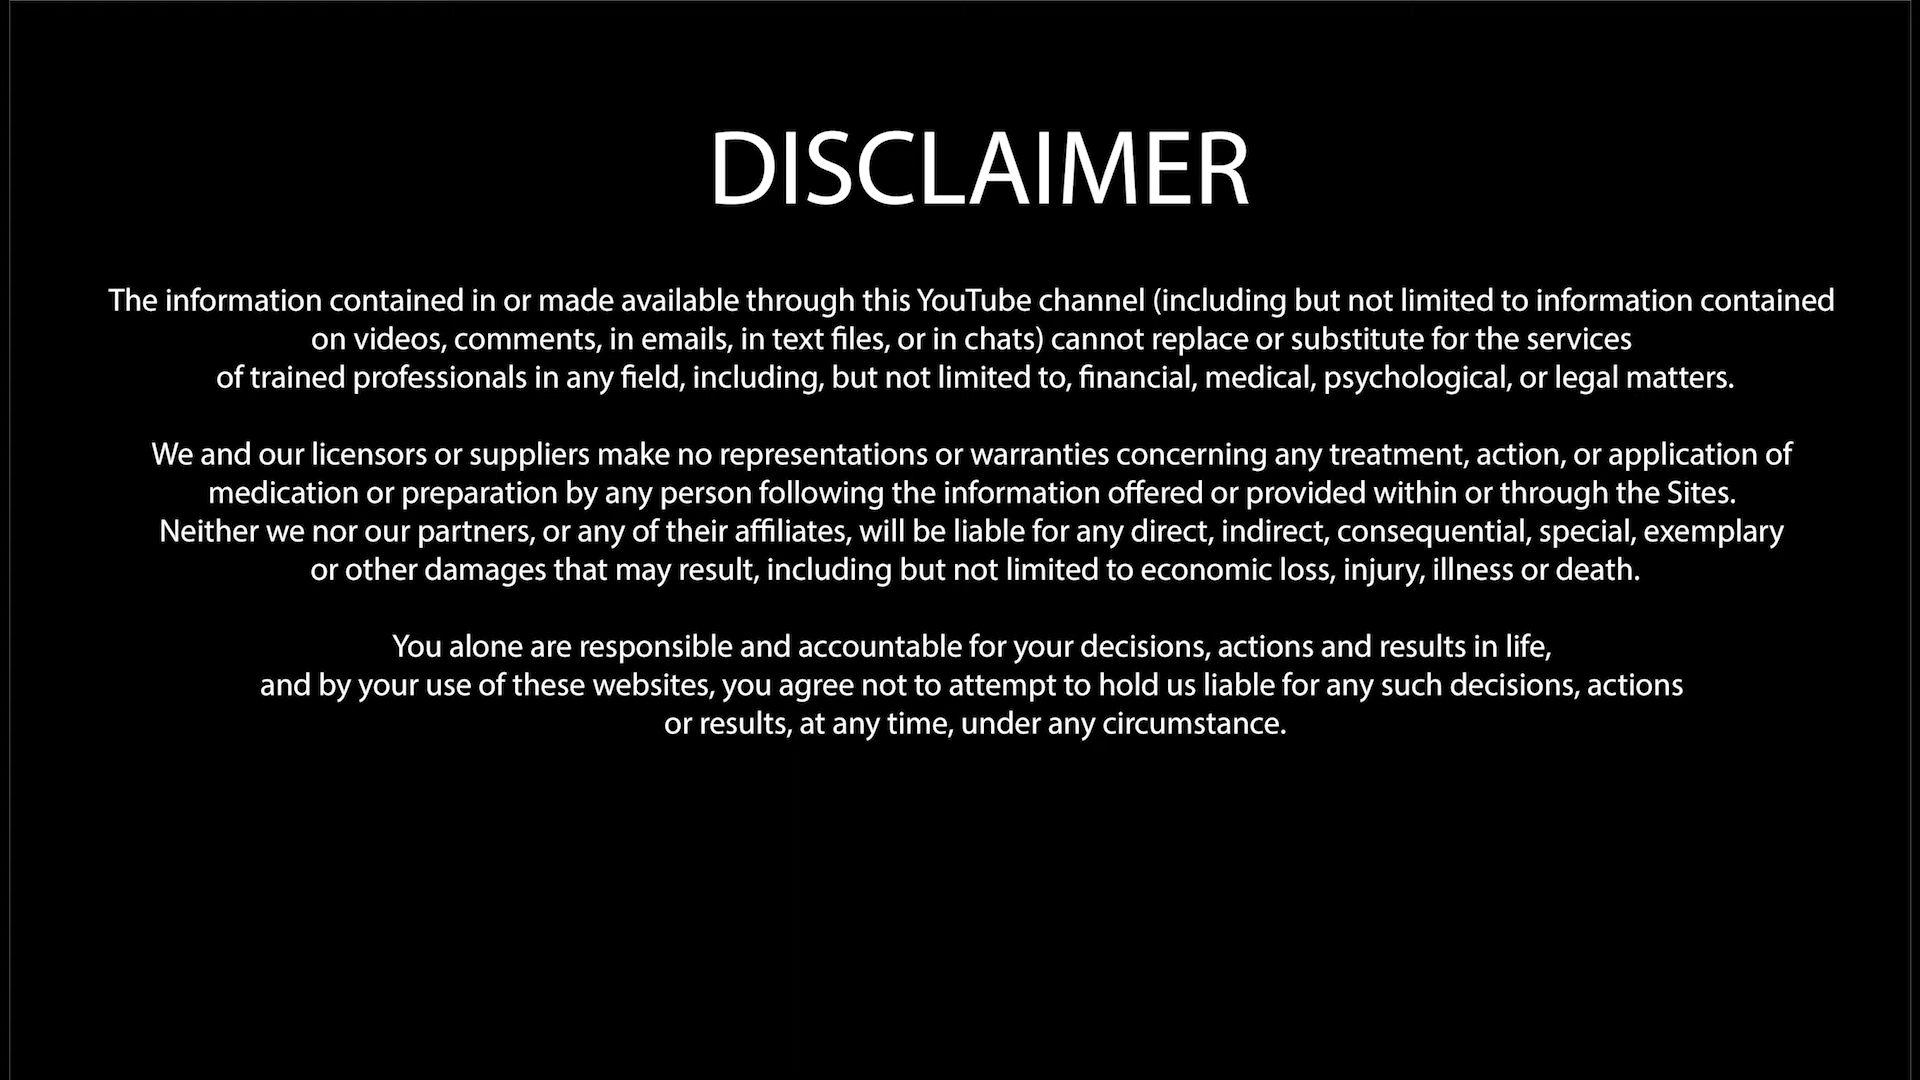 DISCLAIMER
The information contained in or made available through this YouTube channel (including but not limited to information contained
on videos, comments, in emails, in text files, or in chats) cannot replace or substitute for the services
of trained professionals in any field, including, but not limited to, financial, medical, psychological, or legal matters.
We and our licensors or suppliers make no representations or warranties concerning any treatment, action, or application of
medication or preparation by any person following the information offered or provided within or through the Sites.
Neither we nor our partners, or any of their affiliates, will be liable for any direct, indirect, consequential, special, exemplary
or other damages that may result, including but not limited to economic loss, injury, illness or death.
You alone are responsible and accountable for your decisions, actions and results in life,
and by your use of these websites, you agree not to attempt to hold us liable for any such decisions, actions
or results, at any time, under any circumstance.